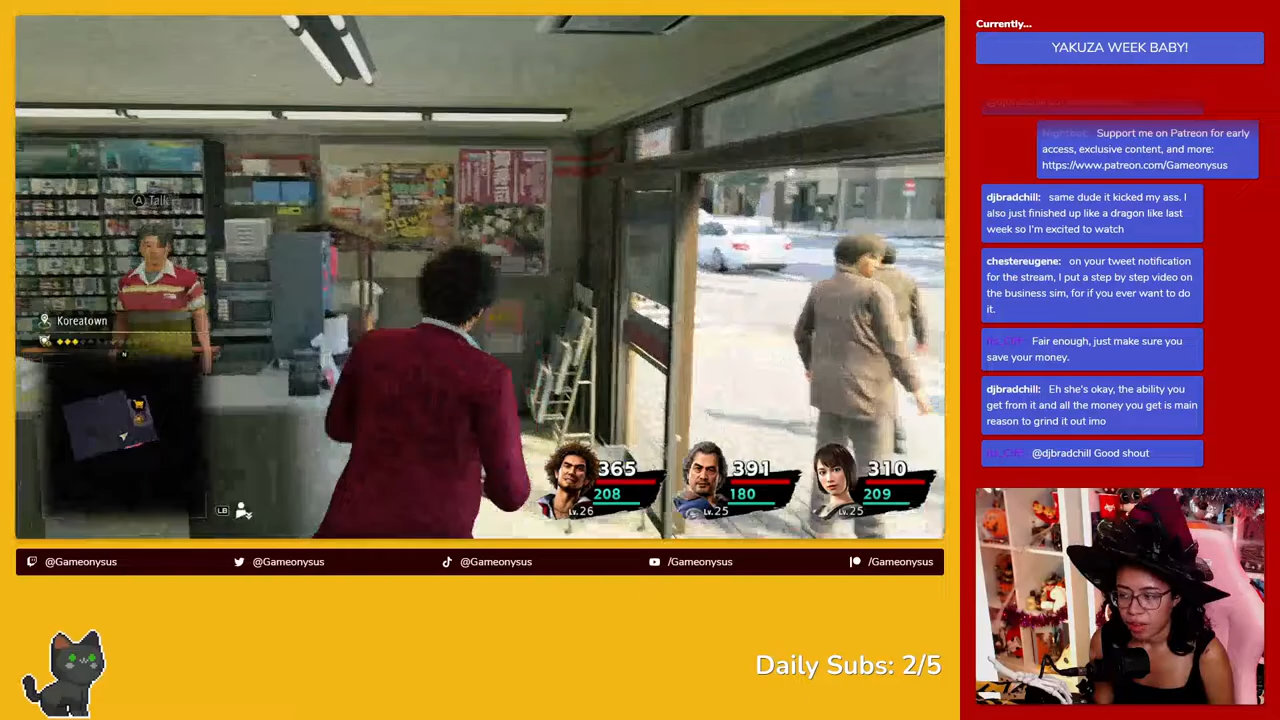 Currently...
YAKUZA WEEK BABY!
Support me on Patreon for early
access, exclusive content, and more:
https://www.patreon.com/Gameonysus
djbradchill: same dude it kicked my ass. I
also just finished up like a dragon like last
week so I'm excited to watch
chestereugene: on your tweet notification
for the stream, I put a step by step video on
the business sim, for if you ever want to do
it.
Fair enough, just make sure you
save your money.
djbradchill: Eh she's okay, the ability you
get from it and all the money you get is main
reason to grind it out imo
@djbradchill Good shout
A Talk
Koreatown
N
LB
365
208
Lv.26
391
180
Lv.25
310
209
Lv.25
@Gameonysus
@Gameonysus
@Gameonysus
/Gameonysus
/Gameonysus
Daily Subs: 2/5